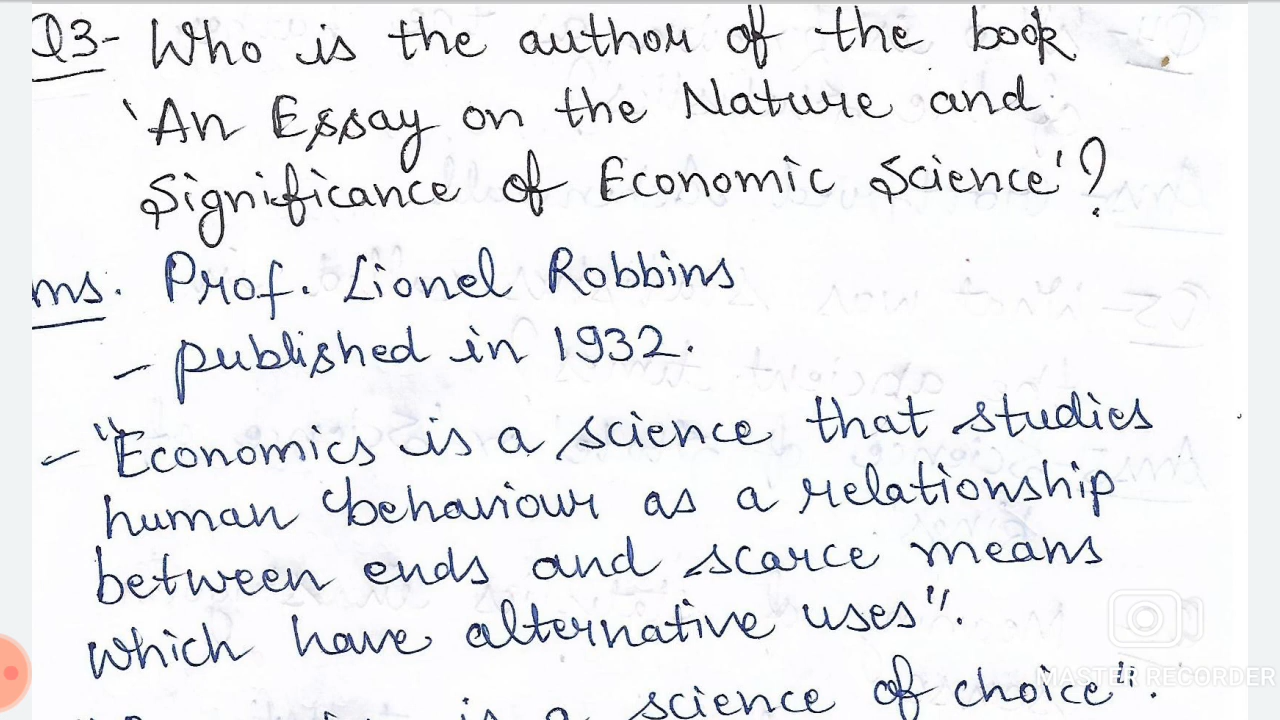 Q3- Who is the author of the book
'An Essay on the Nature and
Significance of Economic Science'?
Ans. Prof. Lionel Robbins
- published in 1932.
- "Economics is a science that studies
human behaviour as a relationship
between ends and scarce means
which have alternative uses".
is a science of choice".
MASTER RECORDER